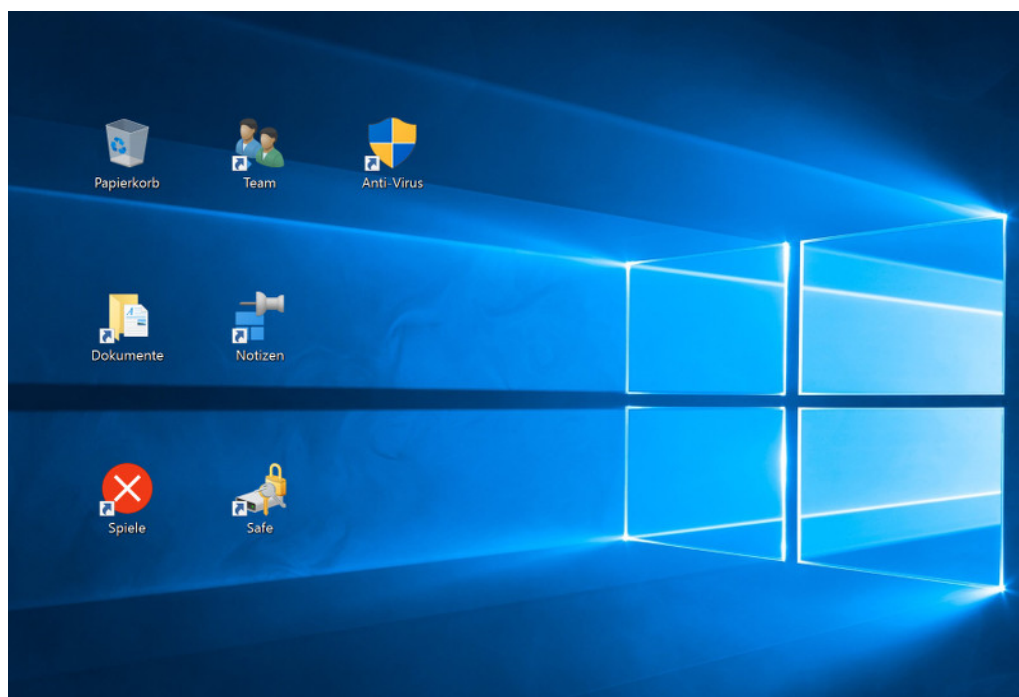 Papierkorb
Team
Anti-Virus
Dokumente
Notizen
Spiele
Safe